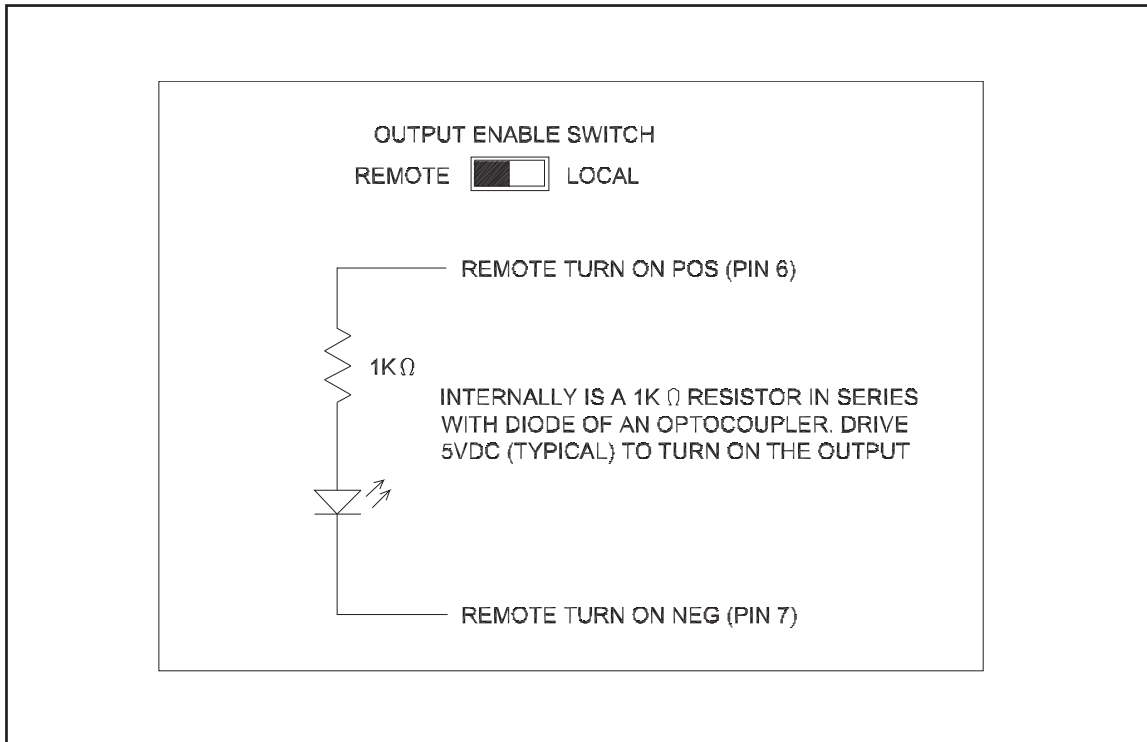 OUTPUT ENABLE SWITCH
REMOTE LOCAL
REMOTE TURN ON POS (PIN 6)
1K Ω
INTERNALLY IS A 1K Ω RESISTOR IN SERIES
WITH DIODE OF AN OPTOCOUPLER. DRIVE
5VDC (TYPICAL) TO TURN ON THE OUTPUT
REMOTE TURN ON NEG (PIN 7)